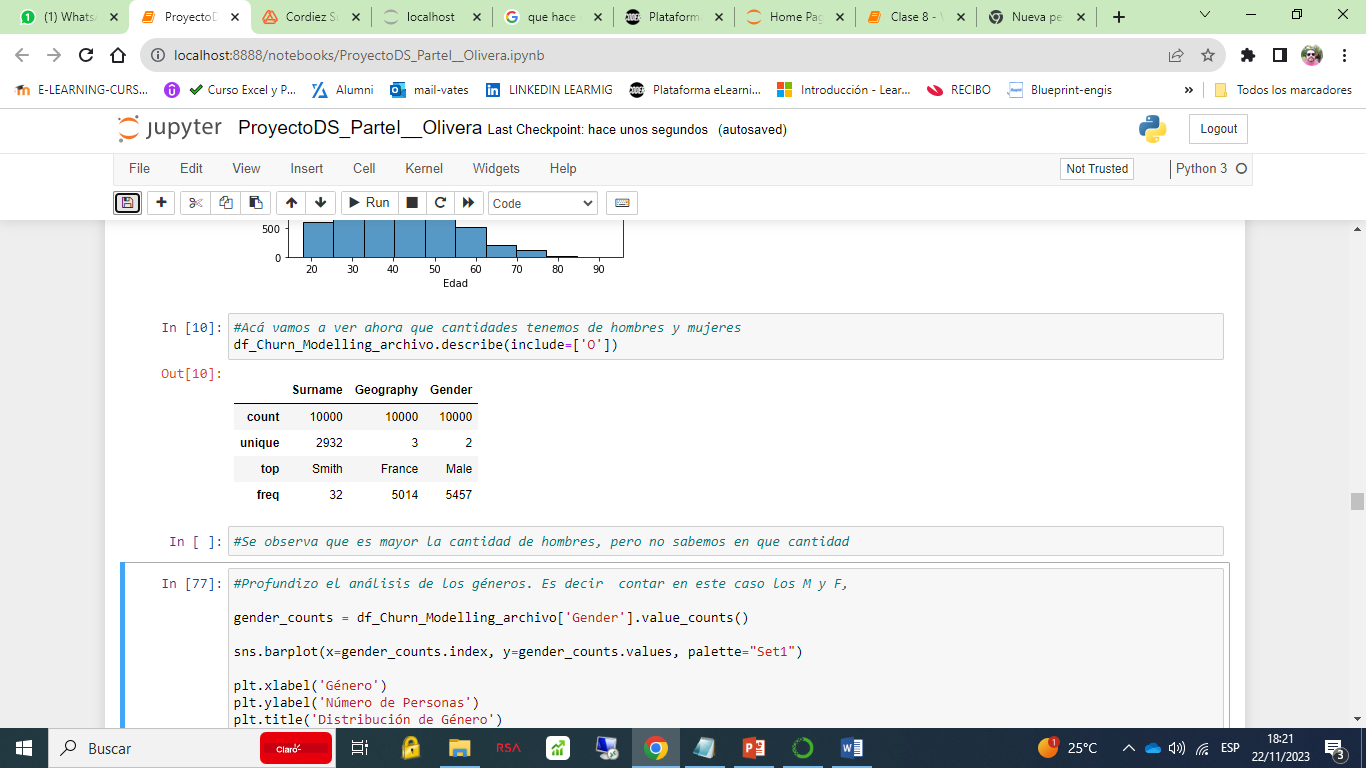 (1) Whats
ProyectoD
Cordiez S
localhost
que hace
Plataform
Home Pag
Clase 8 -
Nueva pe
localhost:8888/notebooks/ProyectoDS_ParteI__Olivera.ipynb
E-LEARNING-CURS...
Curso Excel y P...
Alumni
mail-vates
LINKEDIN LEARMIG
Plataforma eLearni...
Introducción - Lear...
RECIBO
Blueprint-engis
»
Todos los marcadores
jupyter ProyectoDS_ParteI__Olivera Last Checkpoint: hace unos segundos (autosaved)
Logout
File Edit View Insert Cell Kernel Widgets Help
Not Trusted
Python 3
Run
Code
500
0
20 30 40 50 60 70 80 90
Edad
In [10]: #Acá vamos a ver ahora que cantidades tenemos de hombres y mujeres
df_Churn_Modelling_archivo.describe(include=['O'])
Out[10]:
Surname Geography Gender
count 10000 10000 10000
unique 2932 3 2
top Smith France Male
freq 32 5014 5457
In [ ]: #Se observa que es mayor la cantidad de hombres, pero no sabemos en que cantidad
In [77]: #Profundizo el análisis de los géneros. Es decir  contar en este caso los M y F,
gender_counts = df_Churn_Modelling_archivo['Gender'].value_counts()
sns.barplot(x=gender_counts.index, y=gender_counts.values, palette="Set1")
plt.xlabel('Género')
plt.ylabel('Número de Personas')
plt.title('Distribución de Género')
Buscar
Claro
RSA
1
25°C
ESP
18:21
22/11/2023
3